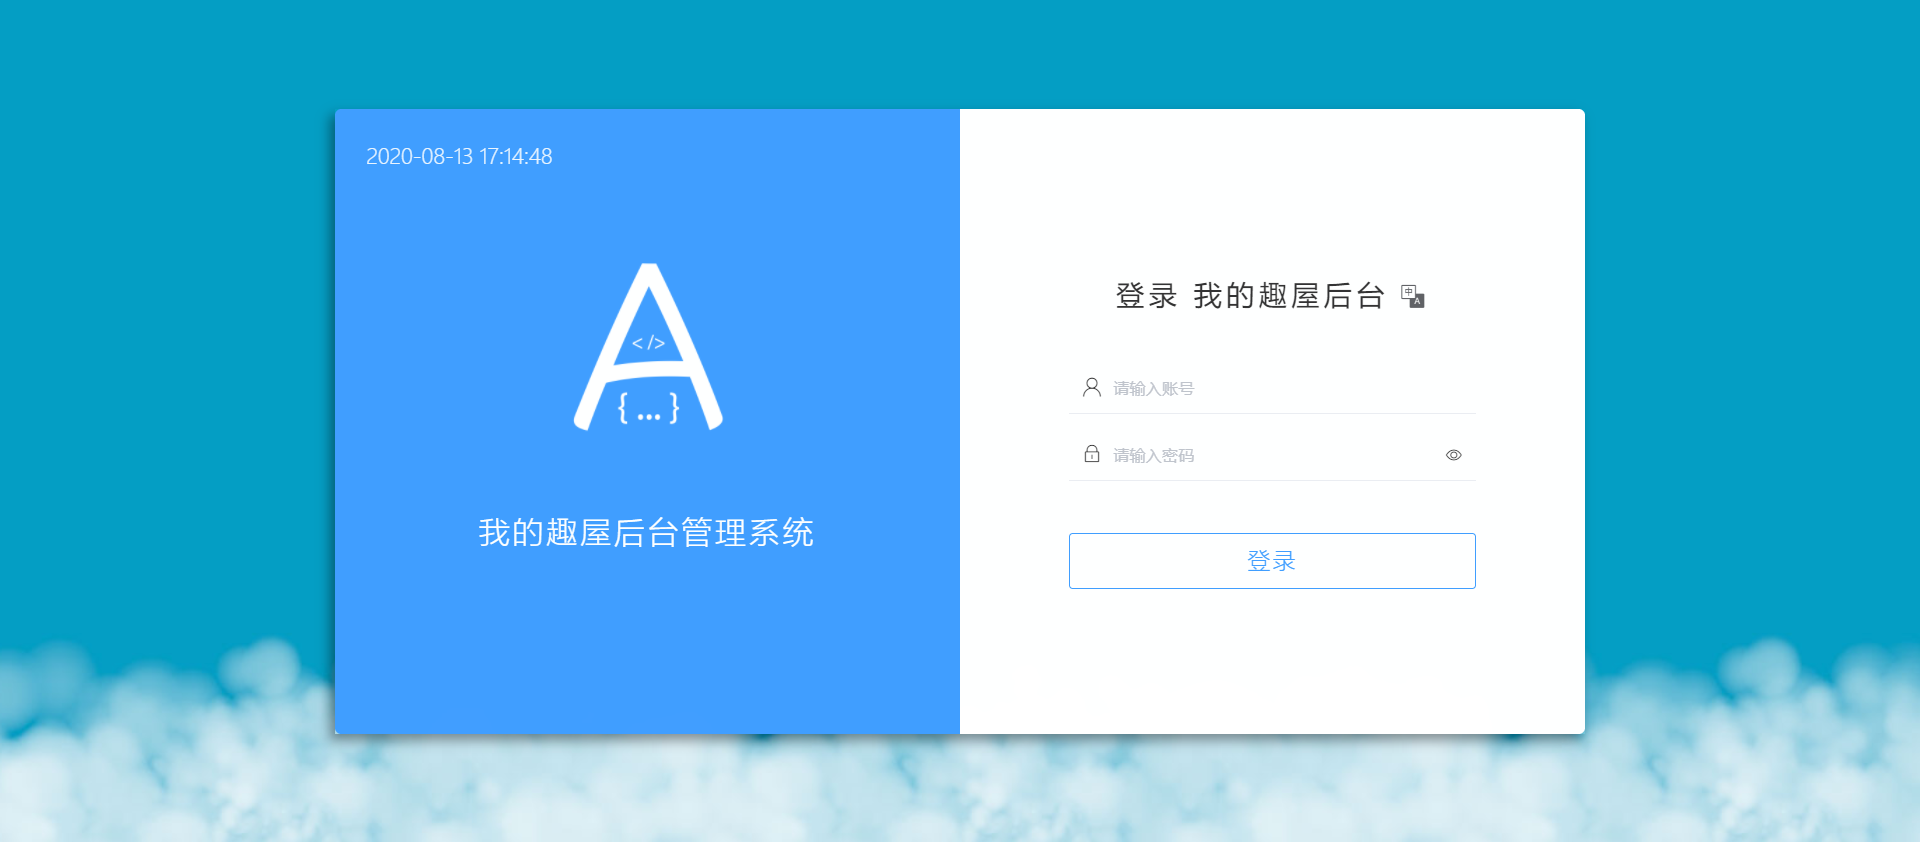 2020-08-13 17:14:48
A
</>
{ ... }
我的趣屋后台管理系统
登录 我的趣屋后台 中 A
请输入账号
请输入密码
登录